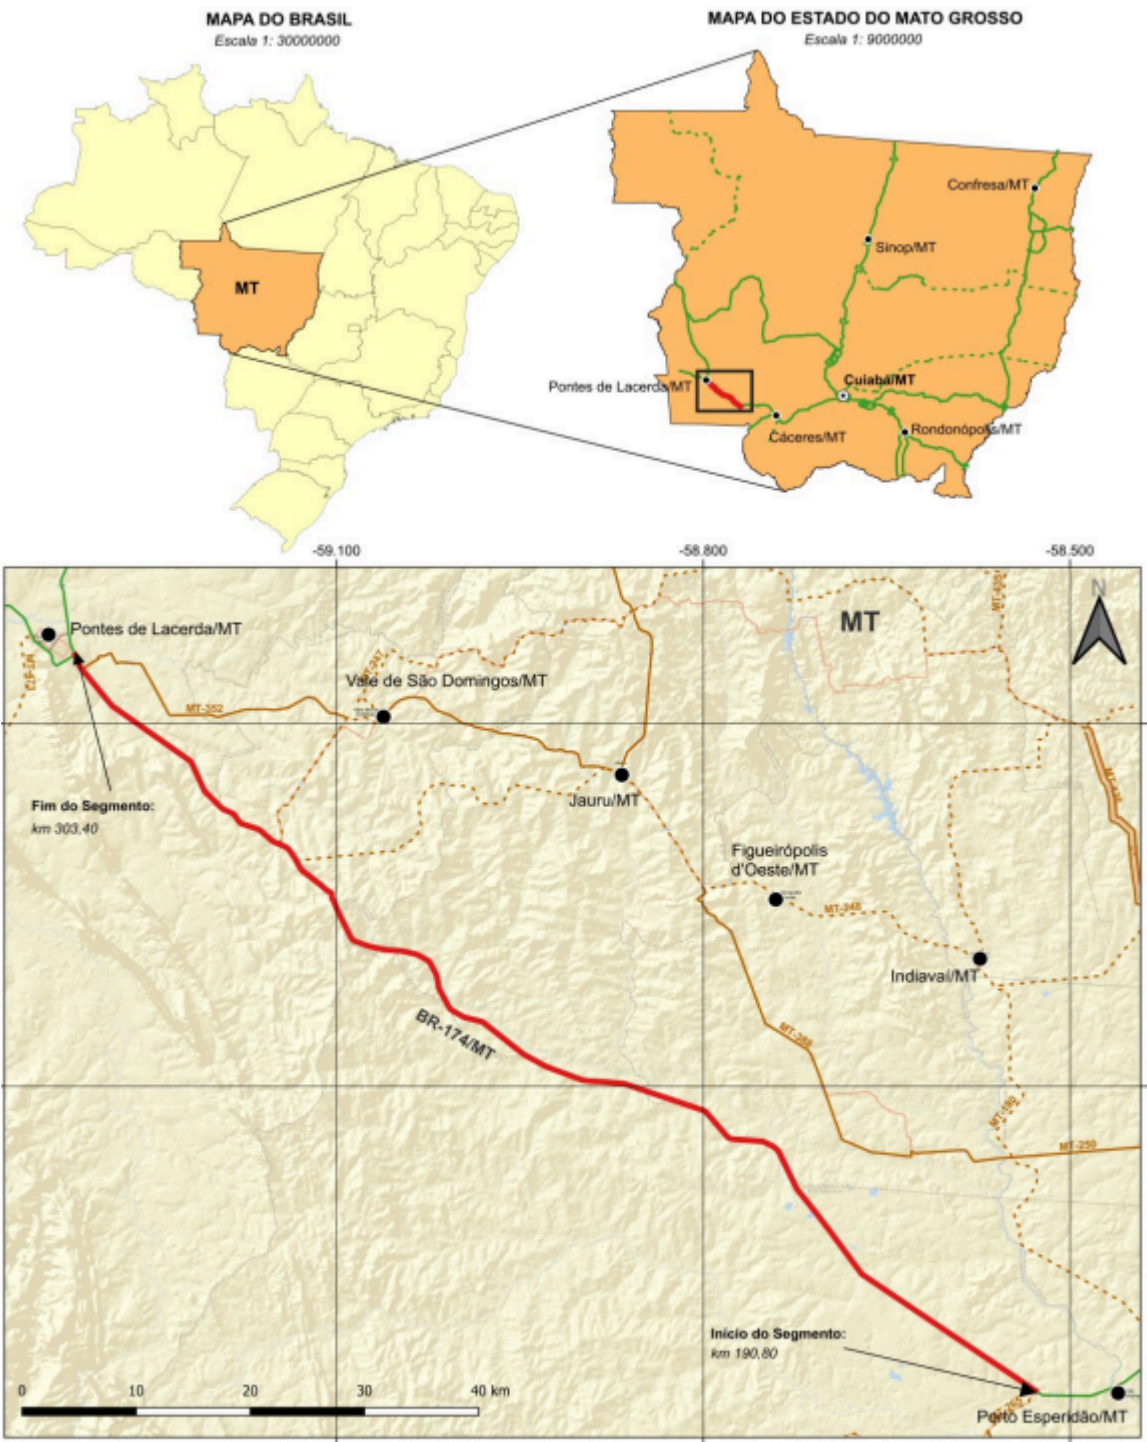 MAPA DO BRASIL
Escala 1: 30000000
MAPA DO ESTADO DO MATO GROSSO
Escala 1: 9000000
MT
Confresa/MT
Sinop/MT
Pontes de Lacerda/MT
Cuiabá/MT
Cáceres/MT
Rondonópolis/MT
-59.100
-58.800
-58.500
Pontes de Lacerda/MT
MT
N
MT-247
Vale de São Domingos/MT
MT-352
Fim do Segmento:
km 303,40
Jauru/MT
Figueirópolis
d'Oeste/MT
MT-248
Indiavaí/MT
BR-174/MT
MT-388
MT-250
Início do Segmento:
km 190,80
0 10 20 30 40 km
Porto Esperidão/MT